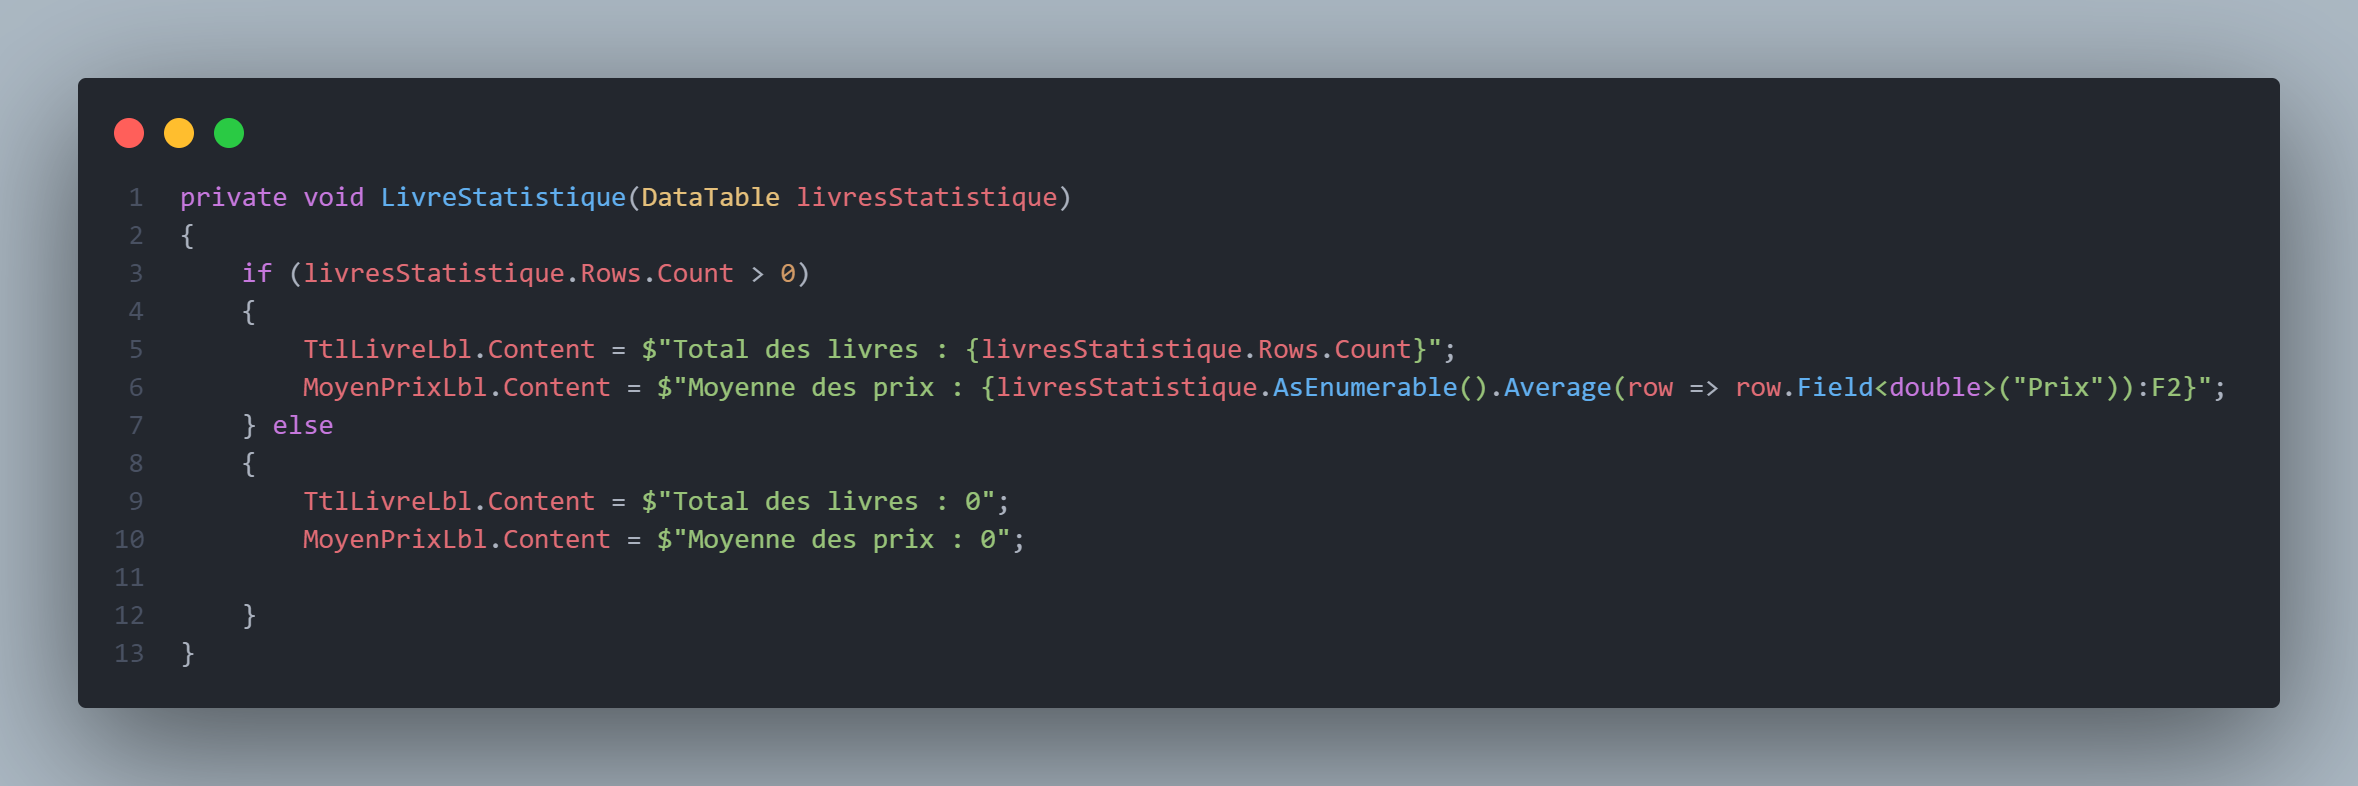 1 private void LivreStatistique(DataTable livresStatistique)
2 {
3     if (livresStatistique.Rows.Count > 0)
4     {
5         TtlLivreLbl.Content = $"Total des livres : {livresStatistique.Rows.Count}";
6         MoyenPrixLbl.Content = $"Moyenne des prix : {livresStatistique.AsEnumerable().Average(row => row.Field<double>("Prix")):F2}";
7     } else
8     {
9         TtlLivreLbl.Content = $"Total des livres : 0";
10         MoyenPrixLbl.Content = $"Moyenne des prix : 0";
11
12     }
13 }